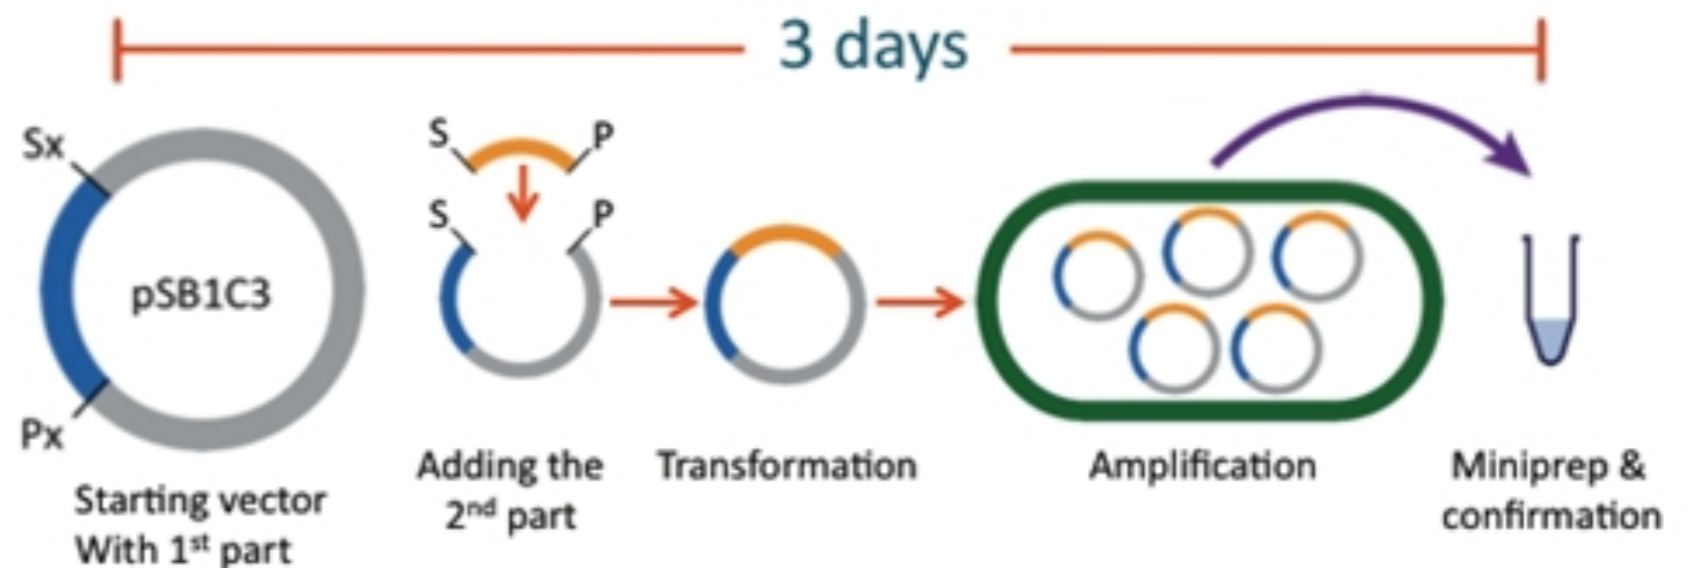 3 days
Sx
pSB1C3
Px
S P
S P
Starting vector
With 1st part
Adding the
2nd part
Transformation
Amplification
Miniprep &
confirmation